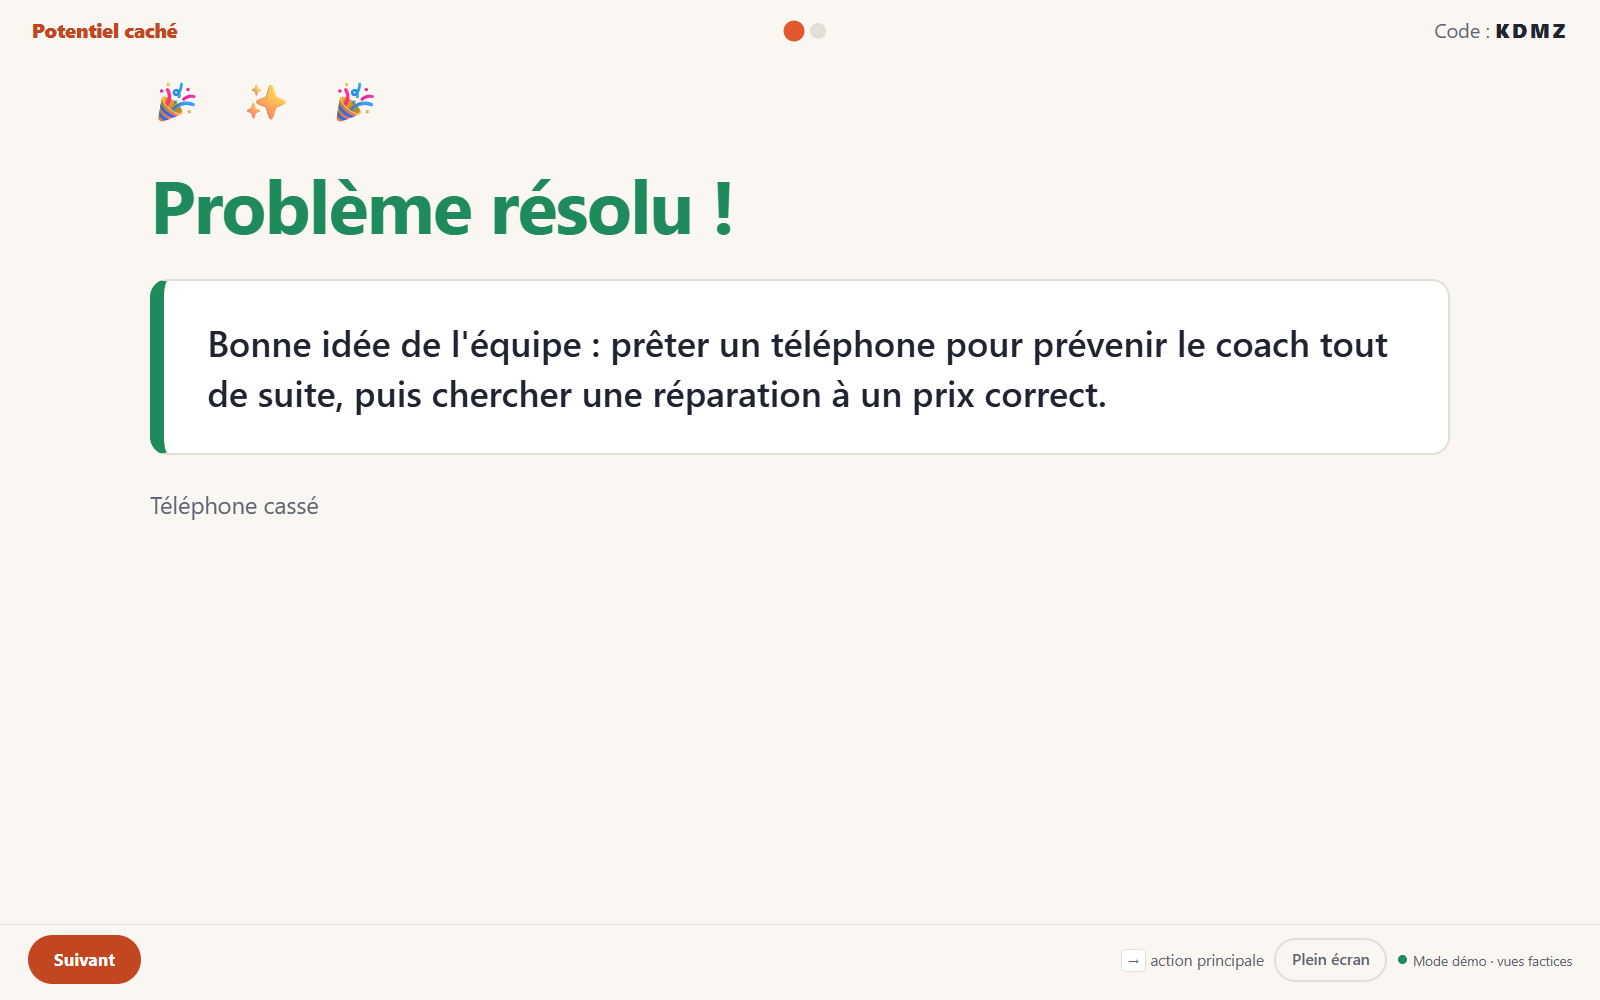 Potentiel caché
Code : KDMZ
Problème résolu !
Bonne idée de l'équipe : prêter un téléphone pour prévenir le coach tout
de suite, puis chercher une réparation à un prix correct.
Téléphone cassé
Suivant
→ action principale
Plein écran
Mode démo · vues factices